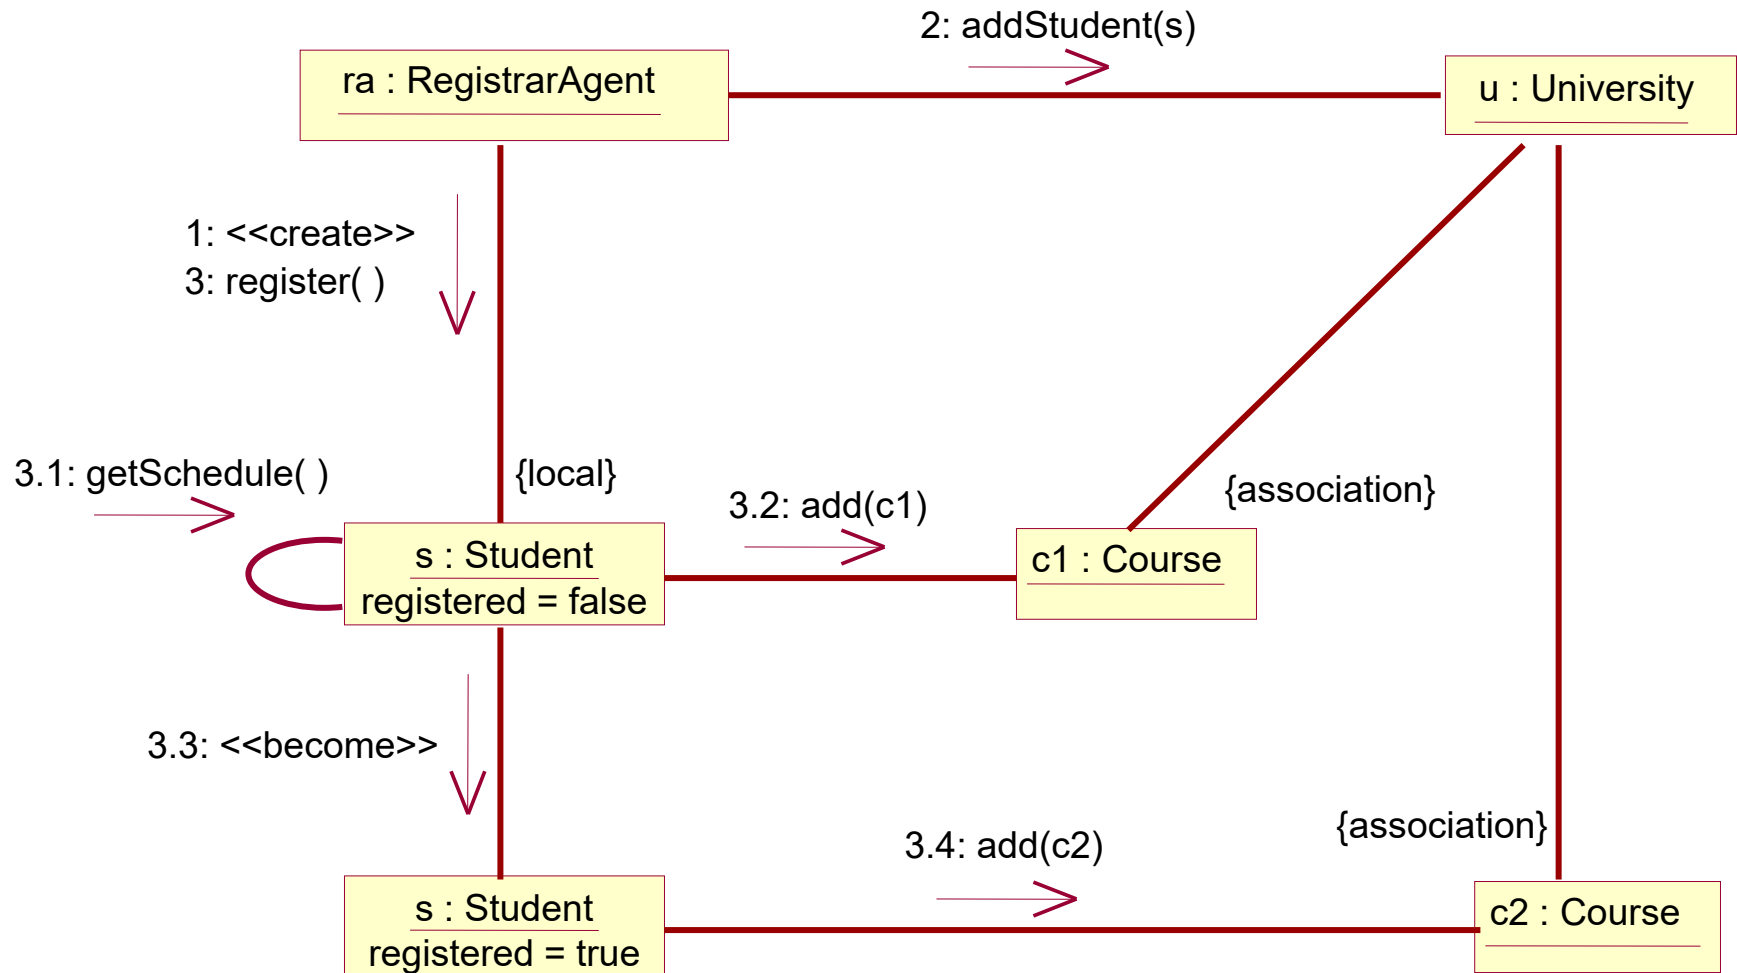 2: addStudent(s)
ra : RegistrarAgent
u : University
1: <<create>>
3: register( )
3.1: getSchedule( )
{local}
3.2: add(c1)
{association}
s : Student
registered = false
c1 : Course
3.3: <<become>>
3.4: add(c2)
{association}
s : Student
registered = true
c2 : Course